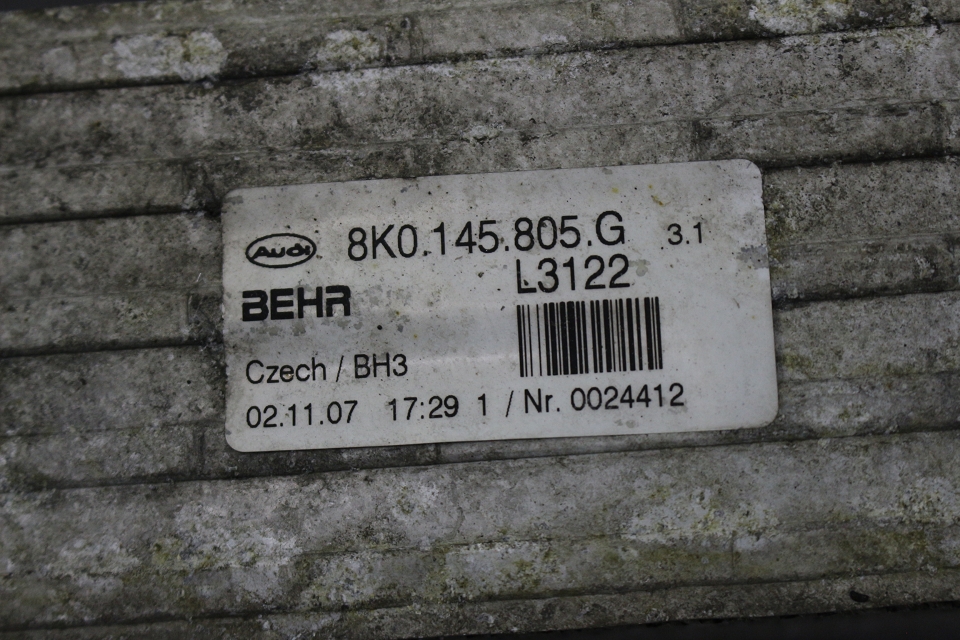 Audi 8K0.145.805.G 3.1
L3122
BEHR
Czech / BH3
02.11.07 17:29 1 / Nr. 0024412